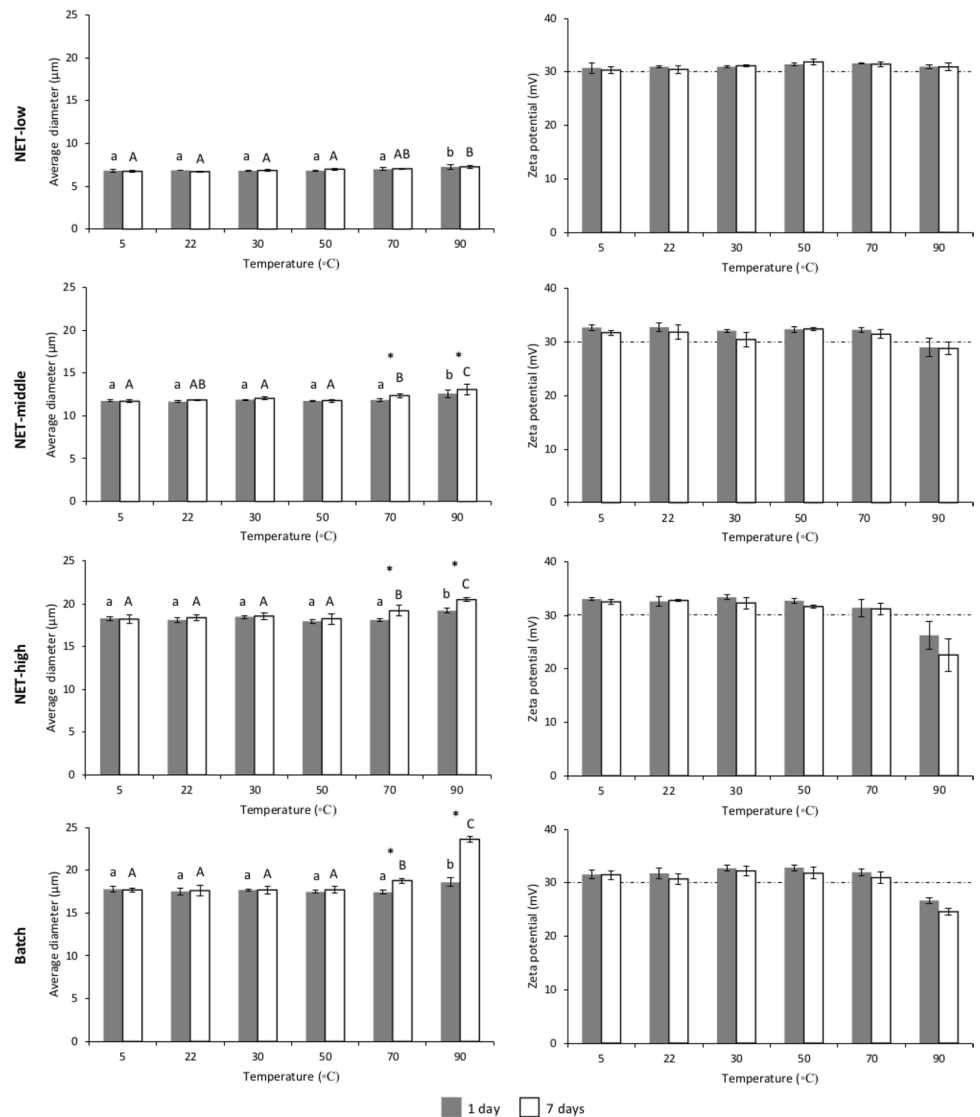 NET-low
Average diameter (μm)
25
20
15
10
5
0
a A a A a A a A a AB b B
5 22 30 50 70 90
Temperature (◦C)
Zeta potential (mV)
40
30
20
10
0
5 22 30 50 70 90
Temperature (◦C)
NET-middle
Average diameter (μm)
25
20
15
10
5
0
* *
a A a AB a A a A a B b C
5 22 30 50 70 90
Temperature (◦C)
Zeta potential (mV)
40
30
20
10
0
5 22 30 50 70 90
Temperature (◦C)
NET-high
Average diameter (μm)
25
20
15
10
5
0
* *
a A a A a A a A a B b C
5 22 30 50 70 90
Temperature (◦C)
Zeta potential (mV)
40
30
20
10
0
5 22 30 50 70 90
Temperature (◦C)
Batch
Average diameter (μm)
25
20
15
10
5
0
* *
a A a A a A a A a B b C
5 22 30 50 70 90
Temperature (◦C)
Zeta potential (mV)
40
30
20
10
0
5 22 30 50 70 90
Temperature (◦C)
1 day 7 days